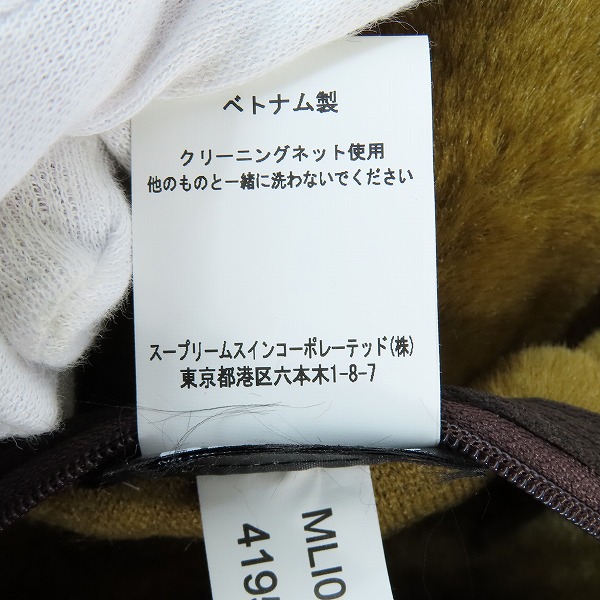 ベトナム製
クリーニングネット使用
他のものと一緒に洗わないでください
スープリームスインコーポレーテッド(株)
東京都港区六本木1-8-7
MLI0
419